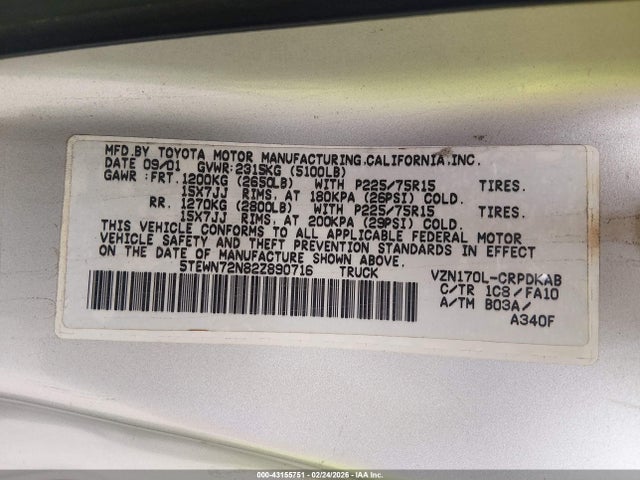 MFD.BY TOYOTA MOTOR MANUFACTURING,CALIFORNIA,INC.
DATE 09/01 GVWR:2315KG (5100LB)
GAWR :FRT.1200KG (2650LB) WITH P225/75R15 TIRES.
15X7JJ RIMS, AT 180KPA (26PSI) COLD.
RR. 1270KG (2800LB) WITH P225/75R15 TIRES.
15X7JJ RIMS, AT 200KPA (29PSI) COLD.
THIS VEHICLE CONFORMS TO ALL APPLICABLE FEDERAL MOTOR
VEHICLE SAFETY AND THEFT PREVENTION STANDARDS IN EFFECT
ON THE DATE OF MANUFACTURE SHOWN ABOVE.
5TEWN72N82Z890716 TRUCK
VZN170L-CRPDKAB
C/TR 1C8/FA10
A/TM B03A/
A340F
000-43155751 - 02/24/2026 - IAA Inc.